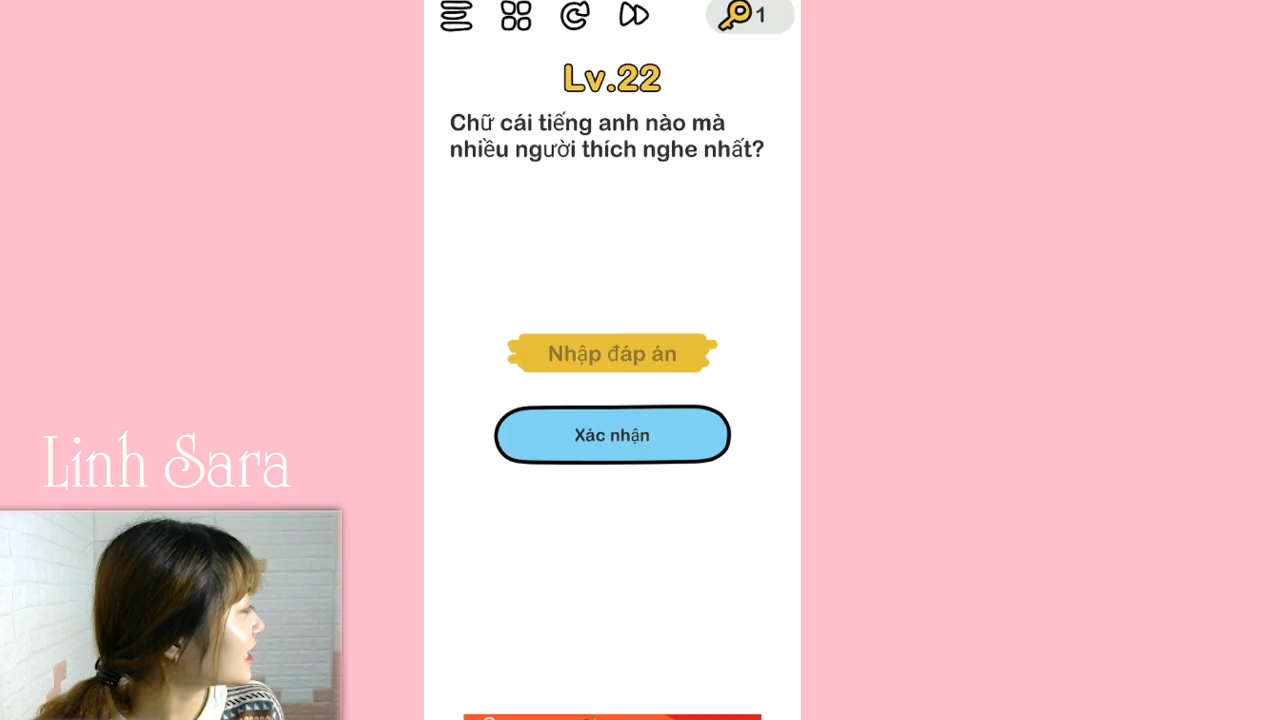 1
Lv.22
Chữ cái tiếng anh nào mà
nhiều người thích nghe nhất?
Nhập đáp án
Xác nhận
Linh Sara